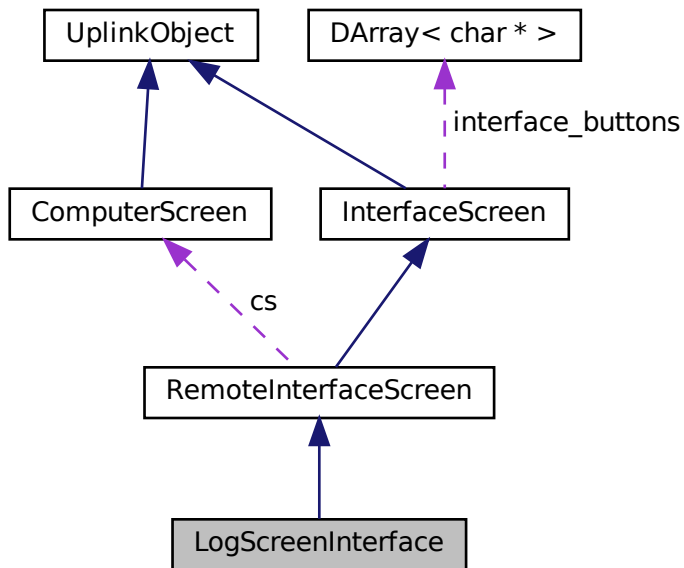 UplinkObject
DArray< char * >
interface_buttons
ComputerScreen
InterfaceScreen
cs
RemoteInterfaceScreen
LogScreenInterface